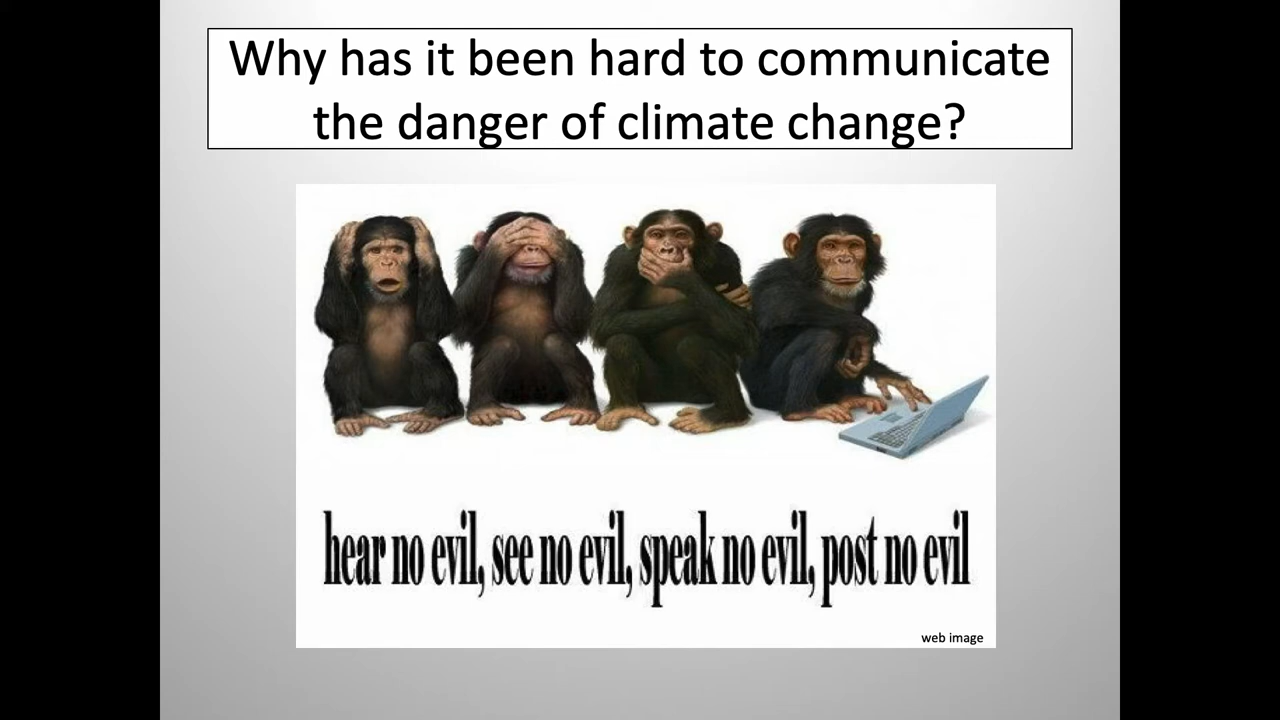 Why has it been hard to communicate
the danger of climate change?
hear no evil, see no evil, speak no evil, post no evil
web image